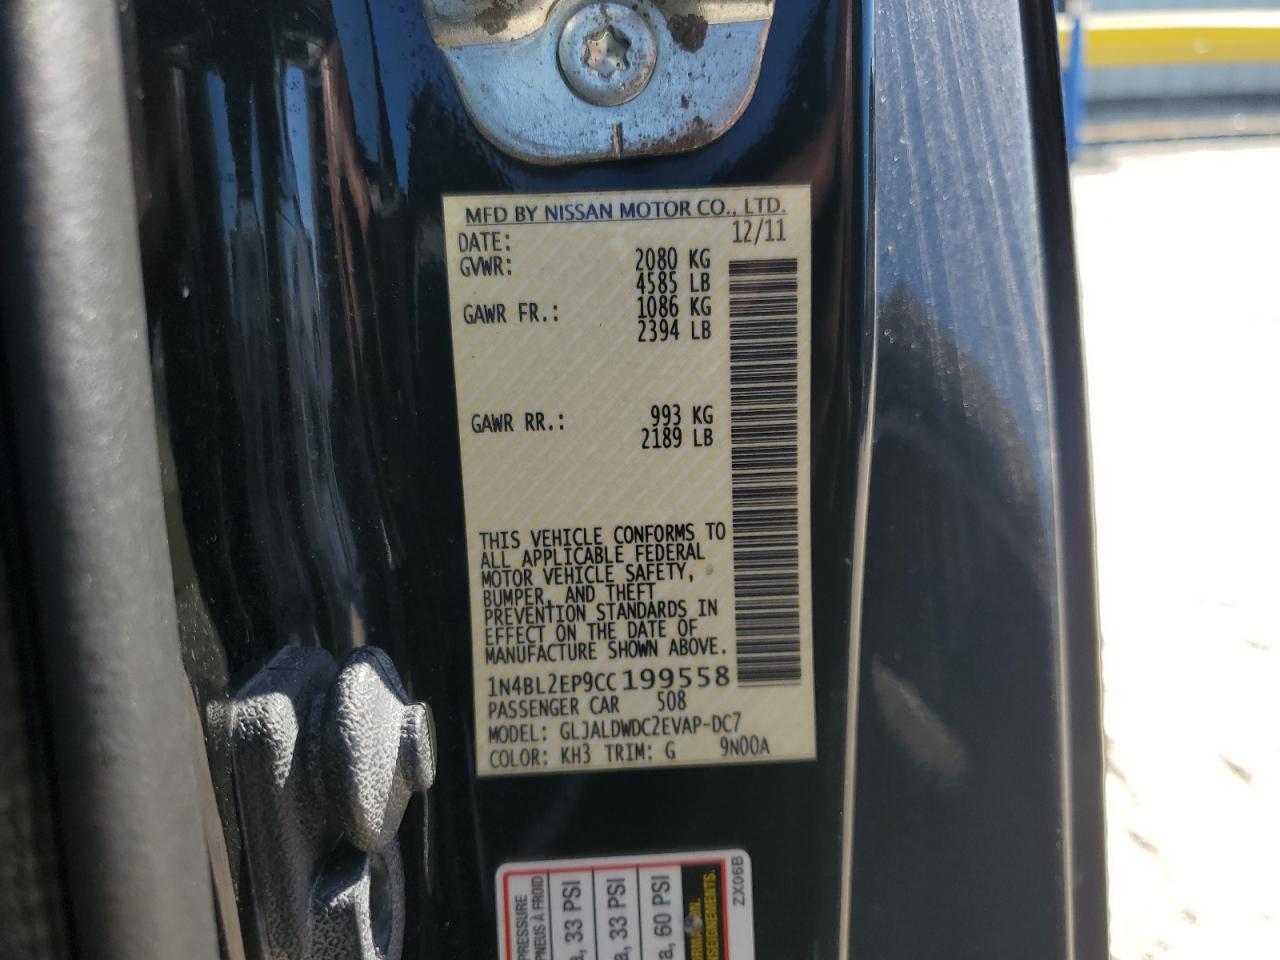 MFD BY NISSAN MOTOR CO., LTD.
DATE: 12/11
GVWR: 2080 KG
4585 LB
GAWR FR.: 1086 KG
2394 LB
GAWR RR.: 993 KG
2189 LB
THIS VEHICLE CONFORMS TO
ALL APPLICABLE FEDERAL
MOTOR VEHICLE SAFETY,
BUMPER, AND THEFT
PREVENTION STANDARDS IN
EFFECT ON THE DATE OF
MANUFACTURE SHOWN ABOVE.
1N4BL2EP9CC199558
PASSENGER CAR 508
MODEL: GLJALDWDC2EVAP-DC7
COLOR: KH3 TRIM: G 9N00A
PRESSURE
PNEUS À FROID
a, 33 PSI
a, 33 PSI
a, 60 PSI
ZX06B